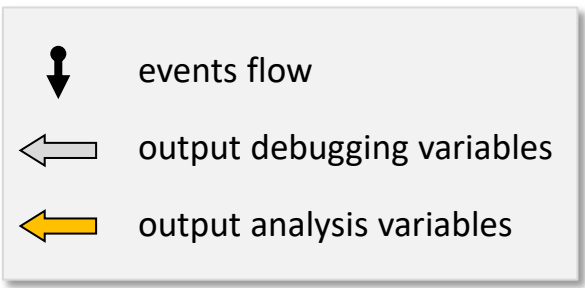 events flow
output debugging variables
output analysis variables